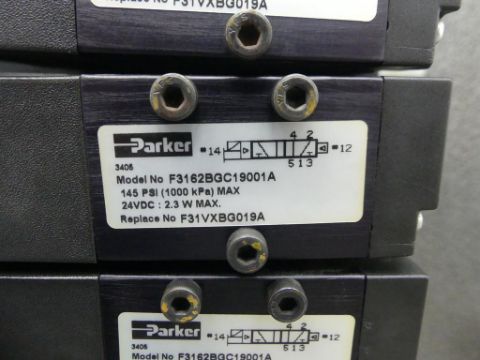 Replace No F31VXBG019A
Parker
14 4 2 12
5 1 3
3405
Model No F3162BGC19001A
145 PSI (1000 kPa) MAX
24VDC : 2.3 W MAX.
Replace No F31VXBG019A
Parker
14 4 2 12
5 1 3
3405
Model No F3162BGC19001A